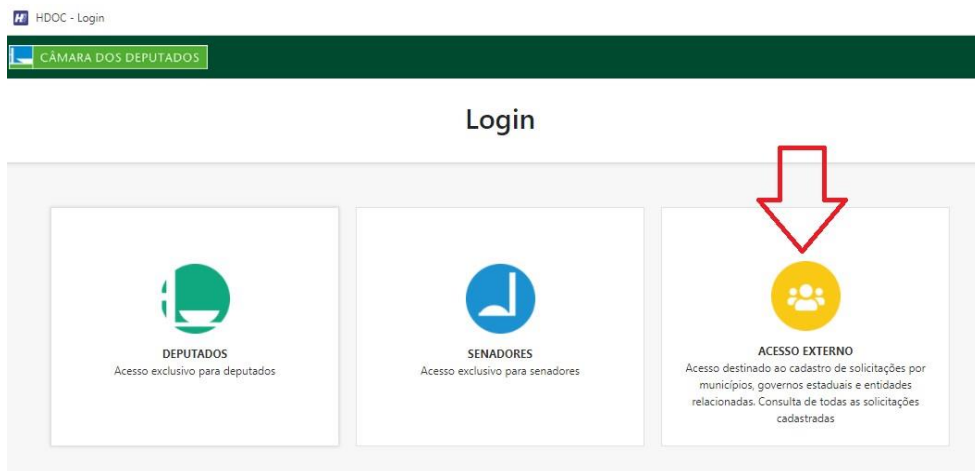 HDOC - Login
CÂMARA DOS DEPUTADOS
Login
DEPUTADOS
Acesso exclusivo para deputados
SENADORES
Acesso exclusivo para senadores
ACESSO EXTERNO
Acesso destinado ao cadastro de solicitações por
municípios, governos estaduais e entidades
relacionadas. Consulta de todas as solicitações
cadastradas